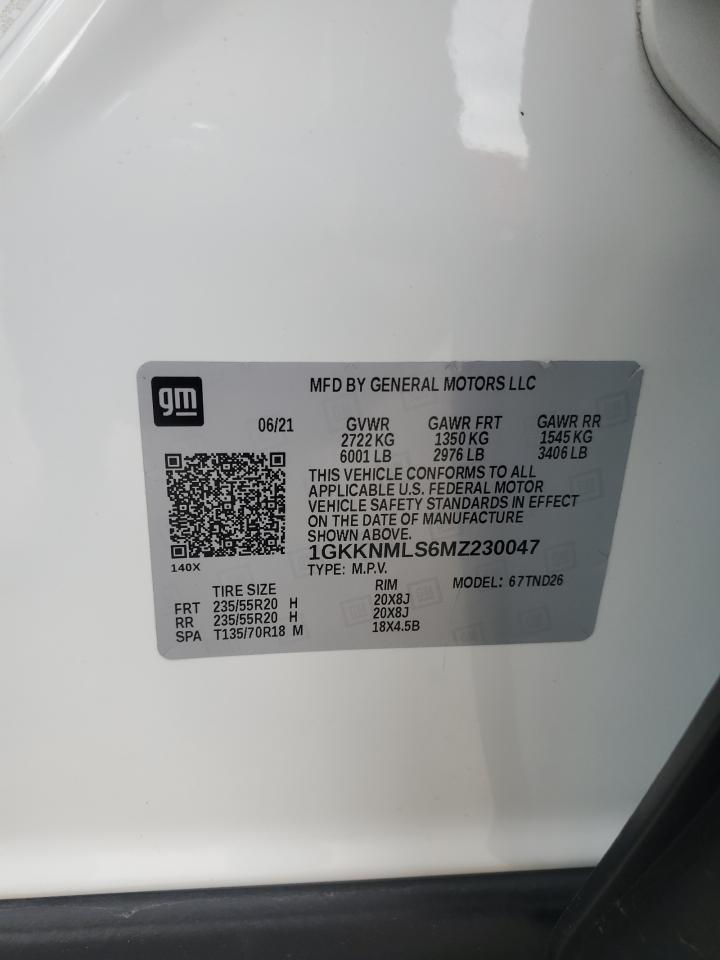 gm
MFD BY GENERAL MOTORS LLC
06/21 GVWR GAWR FRT GAWR RR
2722 KG 1350 KG 1545 KG
6001 LB 2976 LB 3406 LB
THIS VEHICLE CONFORMS TO ALL
APPLICABLE U.S. FEDERAL MOTOR
VEHICLE SAFETY STANDARDS IN EFFECT
ON THE DATE OF MANUFACTURE
SHOWN ABOVE.
1GKKNMLS6MZ230047
140X
TYPE: M.P.V.
TIRE SIZE RIM MODEL: 67TND26
FRT 235/55R20 H 20X8J
RR 235/55R20 H 20X8J
SPA T135/70R18 M 18X4.5B